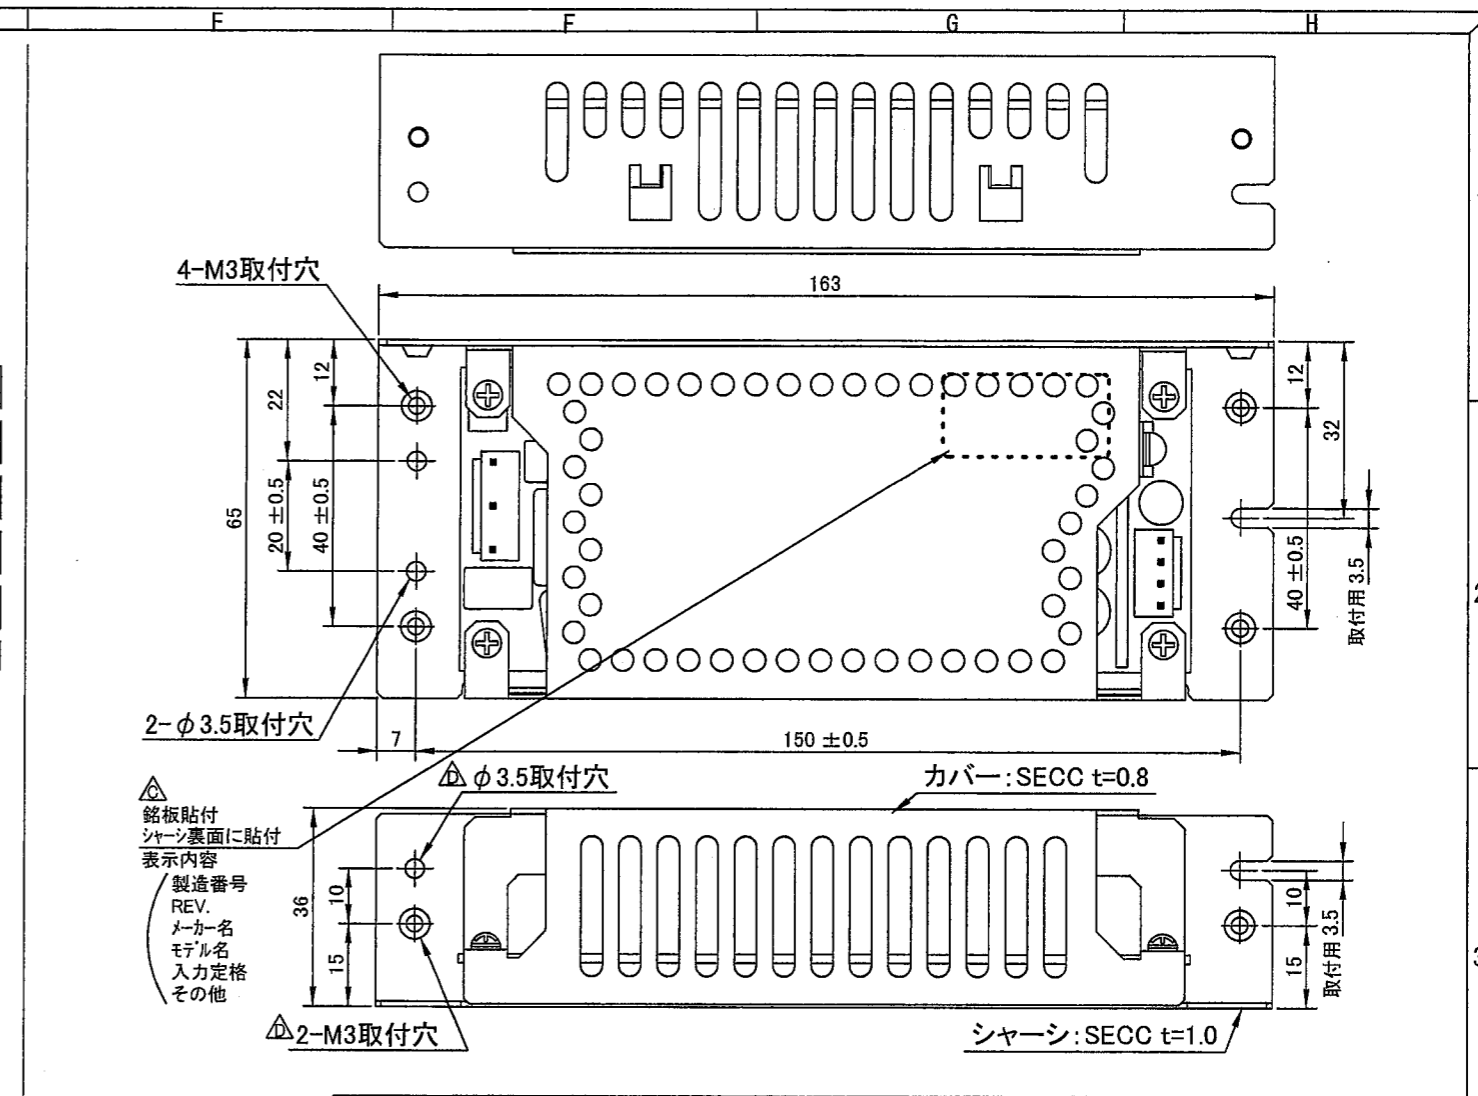 E
F
G
H
4-M3取付穴
163
12
22
20±0.5
40±0.5
65
12
32
40±0.5
取付用 3.5
2
2-φ3.5取付穴
7
150±0.5
D φ3.5取付穴
カバー:SECC t=0.8
C
銘板貼付
シャーシ裏面に貼付
表示内容
製造番号
REV.
メーカー名
モデル名
入力定格
その他
36
10
15
10
15
取付用 3.5
3
D 2-M3取付穴
シャーシ:SECC t=1.0